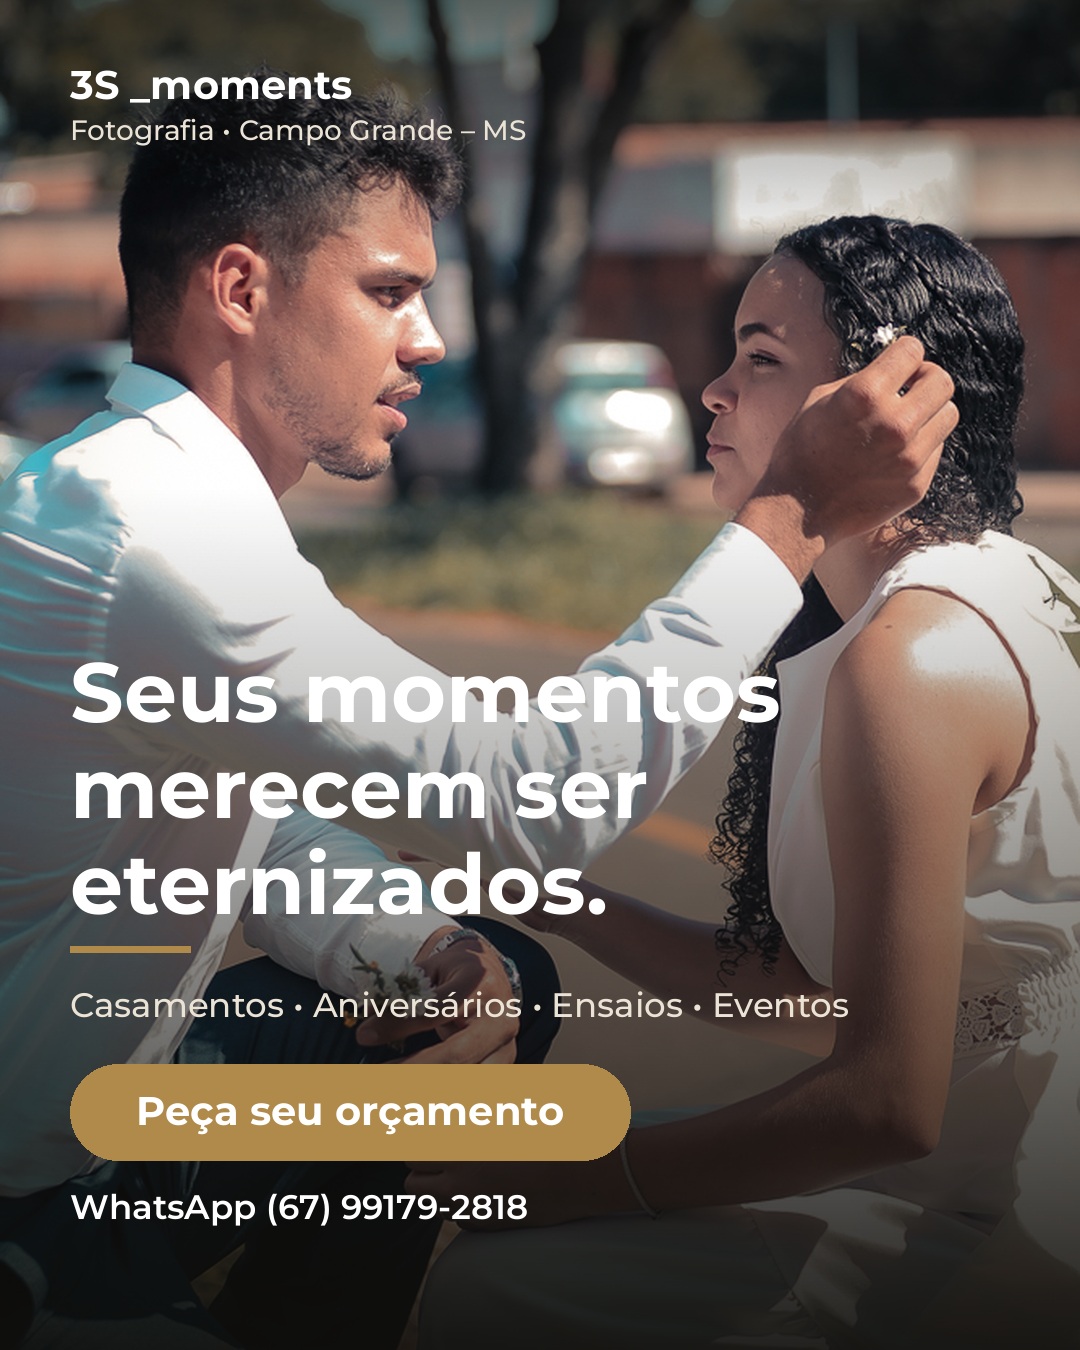 3S _moments
Fotografia • Campo Grande – MS
Seus momentos
merecem ser
eternizados.
Casamentos • Aniversários • Ensaios • Eventos
Peça seu orçamento
WhatsApp (67) 99179-2818